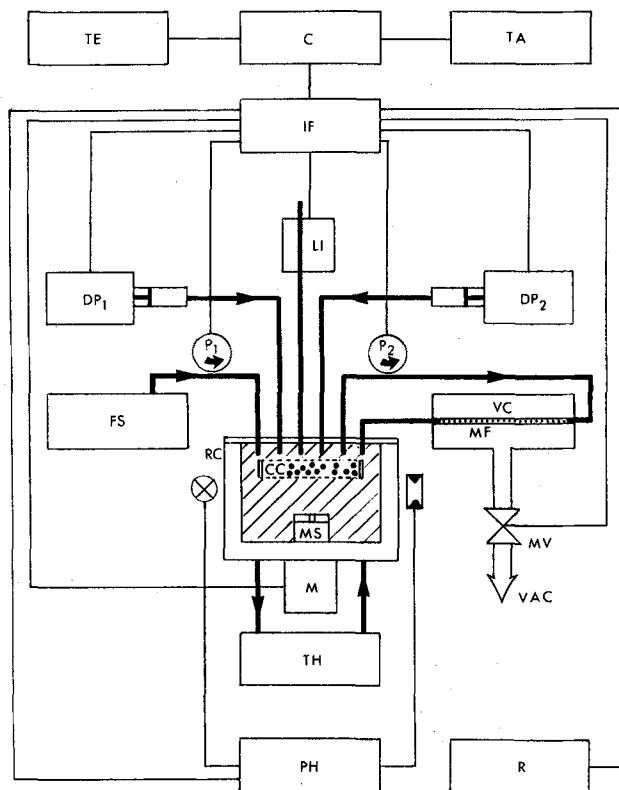 TE C TA
IF
LI
DP1 DP2
P1 P2
FS VC
MF
RC CC
MS MV
M VAC
TH
PH R